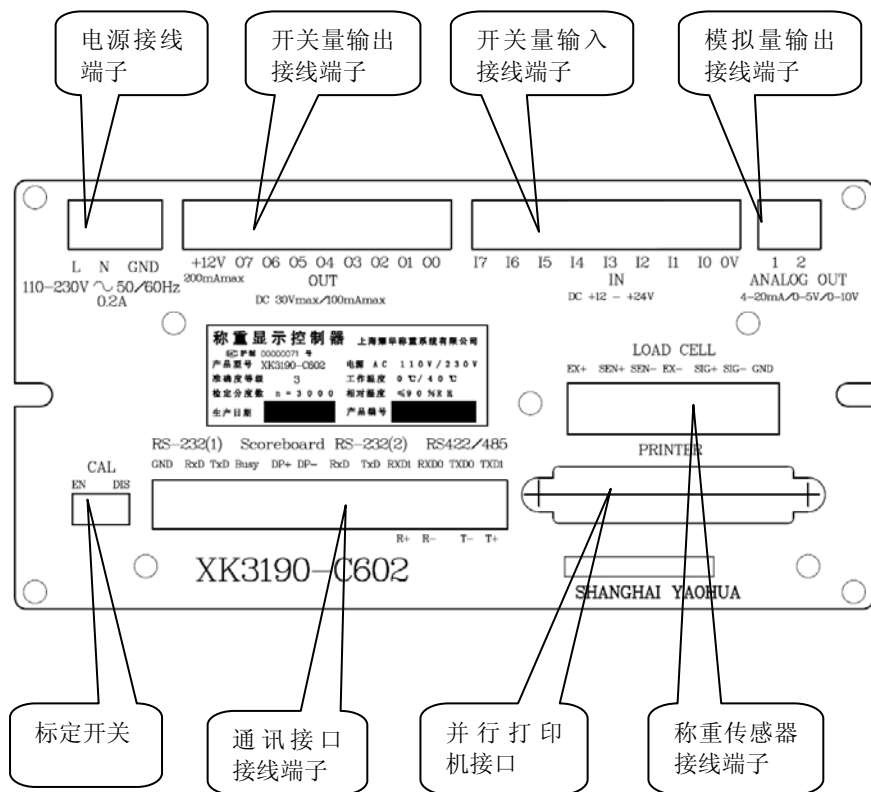 电源接线
端子
开关量输出
接线端子
开关量输入
接线端子
模拟量输出
接线端子
L N GND
110-230V ～ 50/60Hz
0.2A
+12V O7 O6 O5 O4 O3 O2 O1 O0
200mAmax
OUT
DC 30Vmax/100mAmax
I7 I6 I5 I4 I3 I2 I1 I0 0V
IN
DC +12 - +24V
1 2
ANALOG OUT
4-20mA/0-5V/0-10V
称重显示控制器 上海耀华称重系统有限公司
00000071 号
产品型号 XK3190-C602 电源 AC 110V/230V
准确度等级 3 工作温度 0℃/40℃
检定分度数 n=3000 相对湿度 ≤90%RH
生产日期 产品编号
LOAD CELL
EX+ SEN+ SEN- EX- SIG+ SIG- GND
PRINTER
RS-232(1) Scoreboard RS-232(2) RS422/485
GND RxD TxD Busy DP+ DP- RxD TxD RXD1 RXD0 TXD0 TXD1
R+ R- T- T+
CAL
EN DIS
XK3190-C602
SHANGHAI YAOHUA
标定开关
通讯接口
接线端子
并行打印
机接口
称重传感器
接线端子